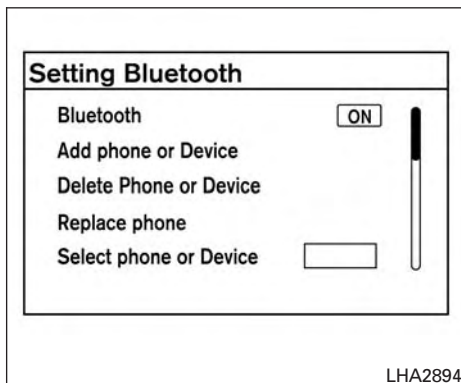 Setting Bluetooth
Bluetooth ON
Add phone or Device
Delete Phone or Device
Replace phone
Select phone or Device
LHA2894